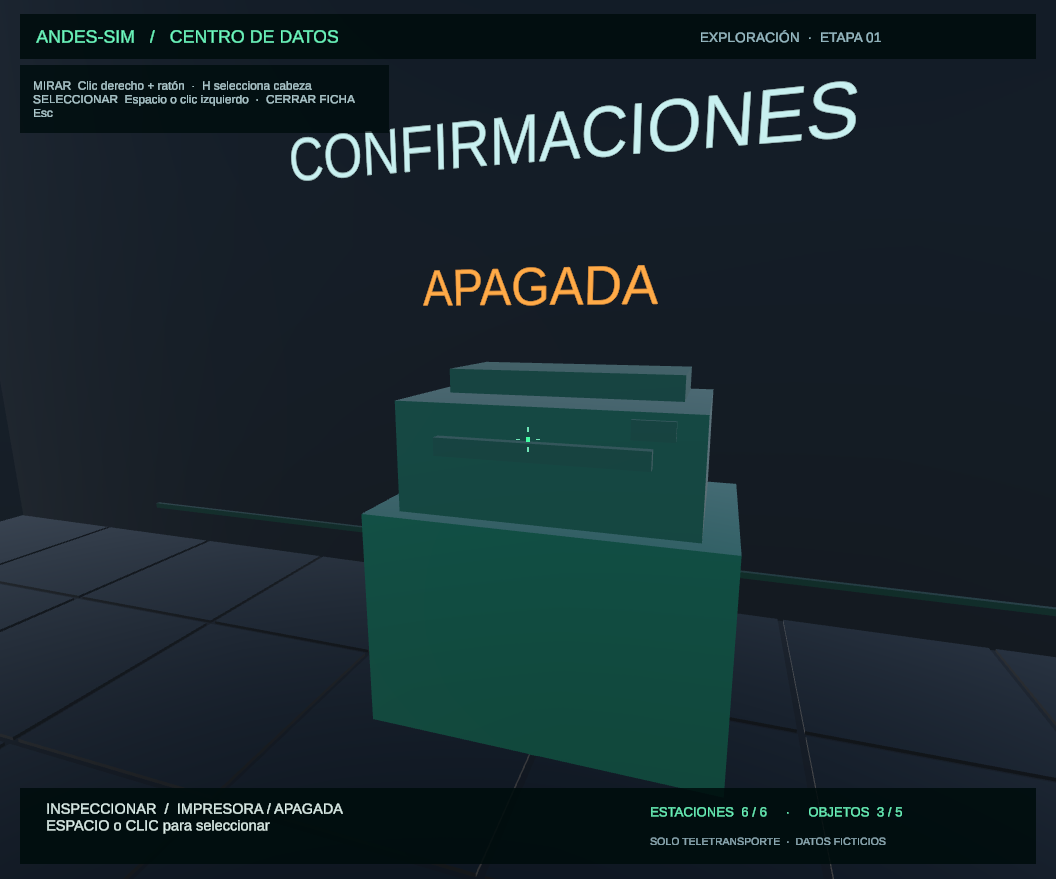 ANDES-SIM / CENTRO DE DATOS
EXPLORACIÓN · ETAPA 01
MIRAR Clic derecho + ratón · H selecciona cabeza
SELECCIONAR Espacio o clic izquierdo · CERRAR FICHA
Esc
CONFIRMACIONES
APAGADA
INSPECCIONAR / IMPRESORA / APAGADA
ESPACIO o CLIC para seleccionar
ESTACIONES 6 / 6 · OBJETOS 3 / 5
SOLO TELETRANSPORTE · DATOS FICTICIOS